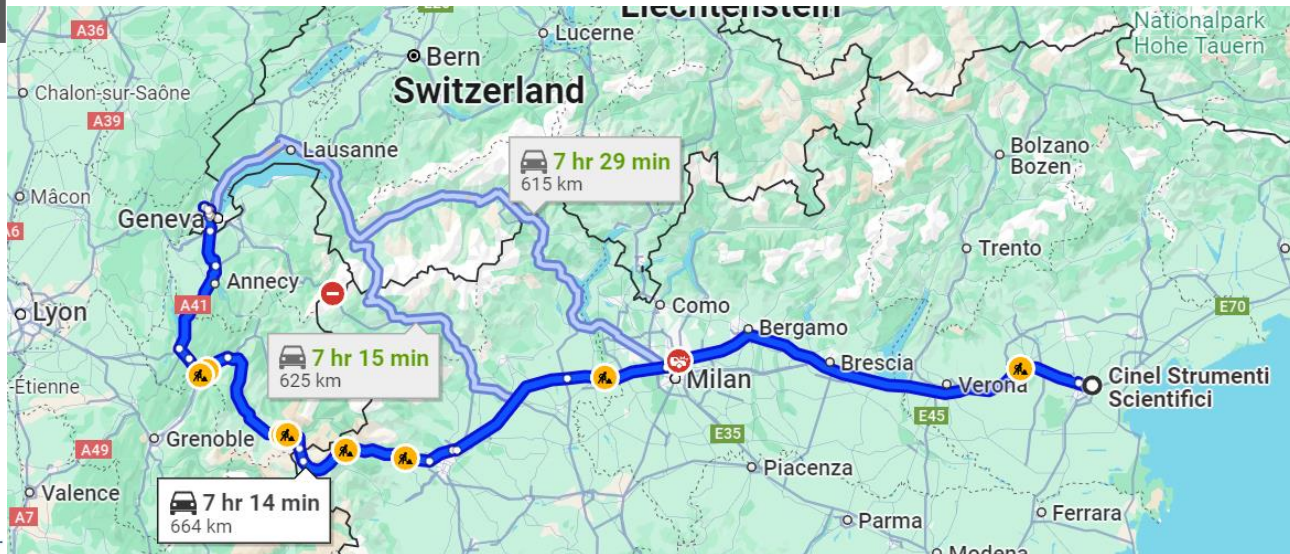 Liechtenstein
Nationalpark
Hohe Tauern
A36
Lucerne
Bern
Switzerland
Chalon-sur-Saône
A39
Lausanne
Bolzano
Bozen
7 hr 29 min
615 km
Mâcon
Geneva
A6
Trento
Annecy
Lyon
A41
Como
E70
Bergamo
7 hr 15 min
625 km
Brescia
-Étienne
Milan
Verona
Cinel Strumenti
Scientifici
E45
Grenoble
A49
E35
Piacenza
Valence
7 hr 14 min
664 km
A7
Parma
Ferrara
Modena